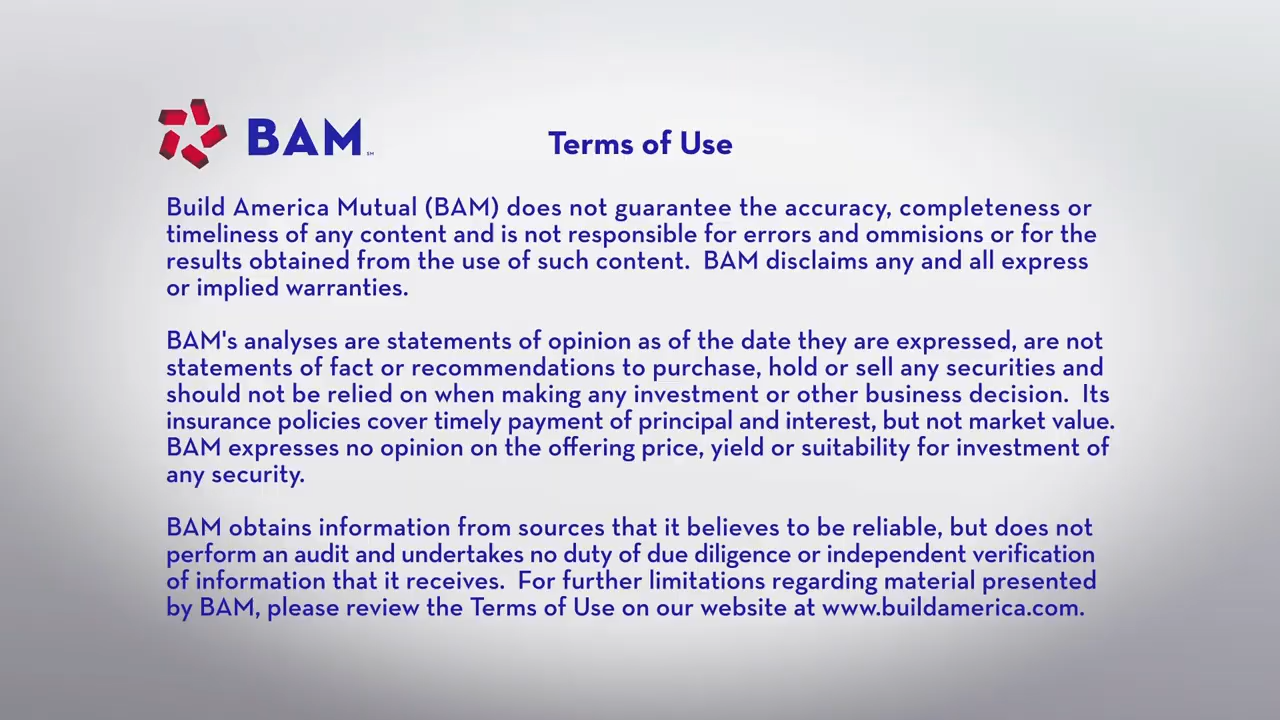 BAM SM
Terms of Use
Build America Mutual (BAM) does not guarantee the accuracy, completeness or
timeliness of any content and is not responsible for errors and ommisions or for the
results obtained from the use of such content.  BAM disclaims any and all express
or implied warranties.
BAM's analyses are statements of opinion as of the date they are expressed, are not
statements of fact or recommendations to purchase, hold or sell any securities and
should not be relied on when making any investment or other business decision.  Its
insurance policies cover timely payment of principal and interest, but not market value.
BAM expresses no opinion on the offering price, yield or suitability for investment of
any security.
BAM obtains information from sources that it believes to be reliable, but does not
perform an audit and undertakes no duty of due diligence or independent verification
of information that it receives.  For further limitations regarding material presented
by BAM, please review the Terms of Use on our website at www.buildamerica.com.